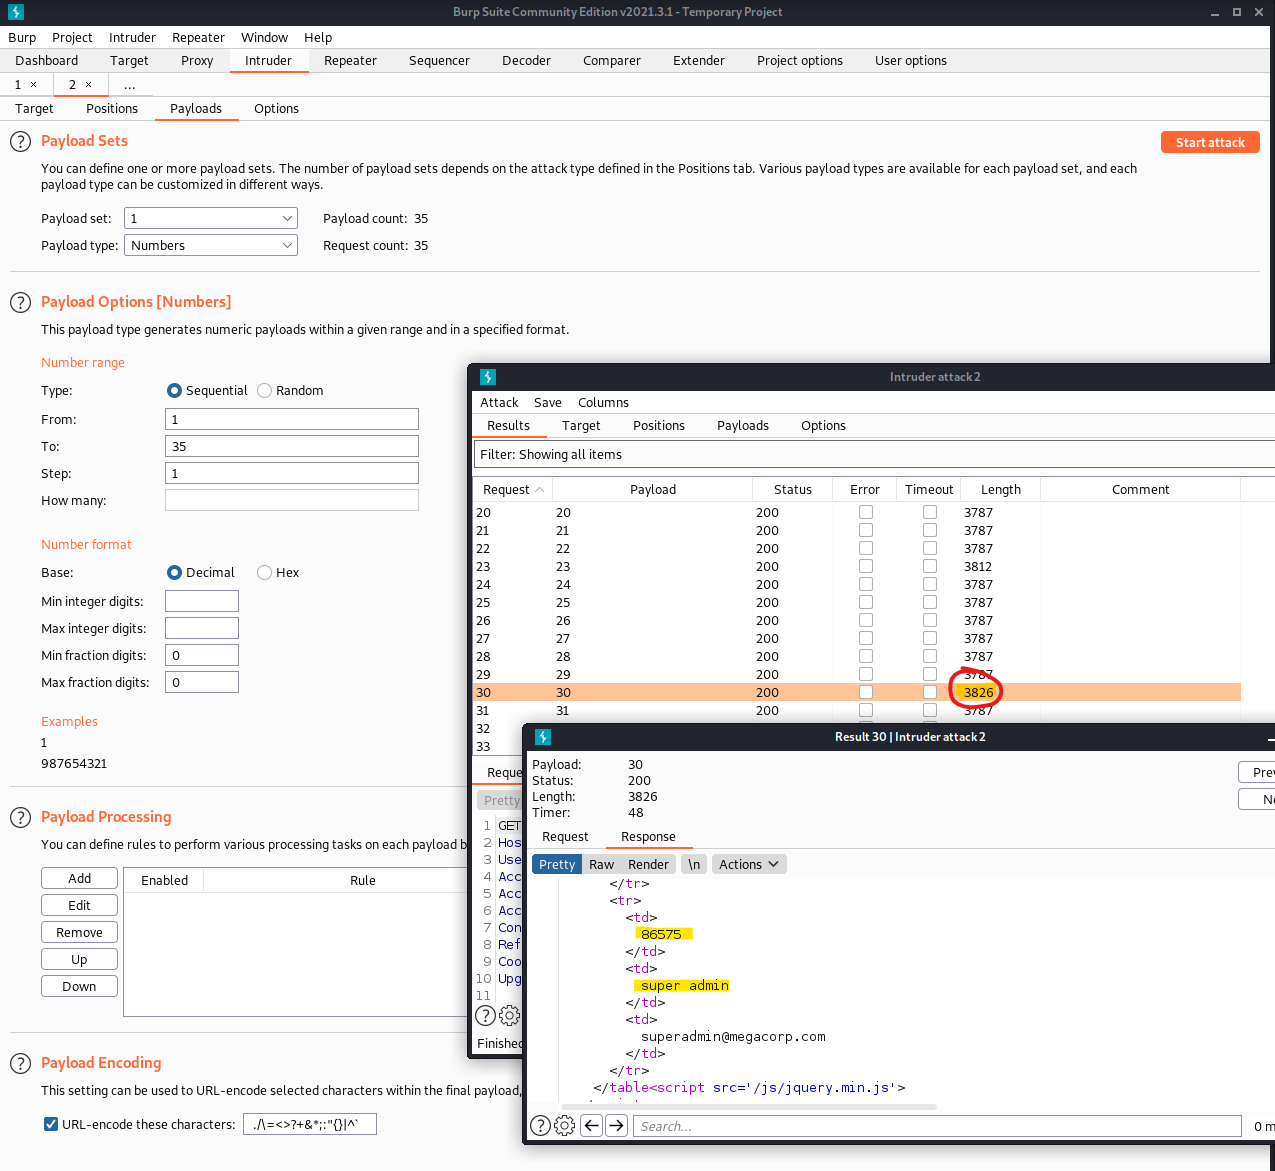 Burp Suite Community Edition v2021.3.1 - Temporary Project
Burp Project Intruder Repeater Window Help
Dashboard Target Proxy Intruder Repeater Sequencer Decoder Comparer Extender Project options User options
1 × 2 × ...
Target Positions Payloads Options
? Payload Sets
Start attack
You can define one or more payload sets. The number of payload sets depends on the attack type defined in the Positions tab. Various payload types are available for each payload set, and each
payload type can be customized in different ways.
Payload set: 1 Payload count: 35
Payload type: Numbers Request count: 35
? Payload Options [Numbers]
This payload type generates numeric payloads within a given range and in a specified format.
Number range
Type: Sequential Random
From: 1
To: 35
Step: 1
How many:
Number format
Base: Decimal Hex
Min integer digits:
Max integer digits:
Min fraction digits: 0
Max fraction digits: 0
Examples
1
987654321
? Payload Processing
You can define rules to perform various processing tasks on each payload b
Add
Edit
Remove
Up
Down
Enabled Rule
? Payload Encoding
This setting can be used to URL-encode selected characters within the final payload,
URL-encode these characters: ./\=<>?+&*;:"{}|^`
Intruder attack 2
Attack Save Columns
Results Target Positions Payloads Options
Filter: Showing all items
Request Payload Status Error Timeout Length Comment
20 20 200 3787
21 21 200 3787
22 22 200 3787
23 23 200 3812
24 24 200 3787
25 25 200 3787
26 26 200 3787
27 27 200 3787
28 28 200 3787
29 29 200 3787
30 30 200 3826
31 31 200 3787
32
33
Reque
Pretty
1 GET
2 Hos
3 Use
4 Acc
5 Acc
6 Acc
7 Con
8 Ref
9 Coo
10 Upg
11
?
Finished
Result 30 | Intruder attack 2
Payload: 30
Status: 200
Length: 3826
Timer: 48
Prev
Ne
Request Response
Pretty Raw Render \n Actions
</tr>
<tr>
<td>
86575
</td>
<td>
super admin
</td>
<td>
superadmin@megacorp.com
</td>
</tr>
</table<script src='/js/jquery.min.js'>
? Search... 0 m